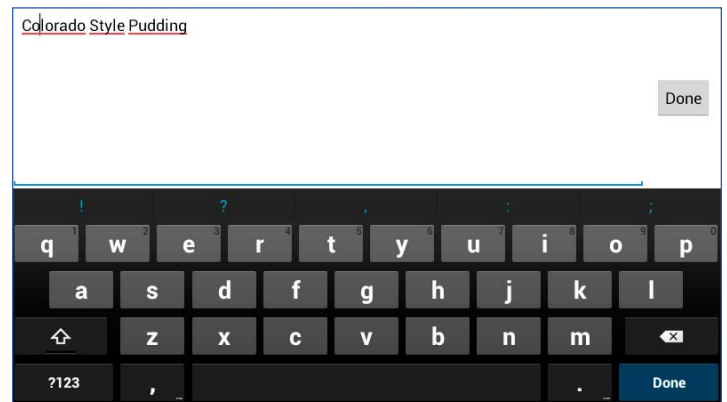 Colorado Style Pudding
Done
! ? , : ;
q 1 w 2 e 3 r 4 t 5 y 6 u 7 i 8 o 9 p 0
a s d f g h j k l
z x c v b n m
?123 , ... . ... Done